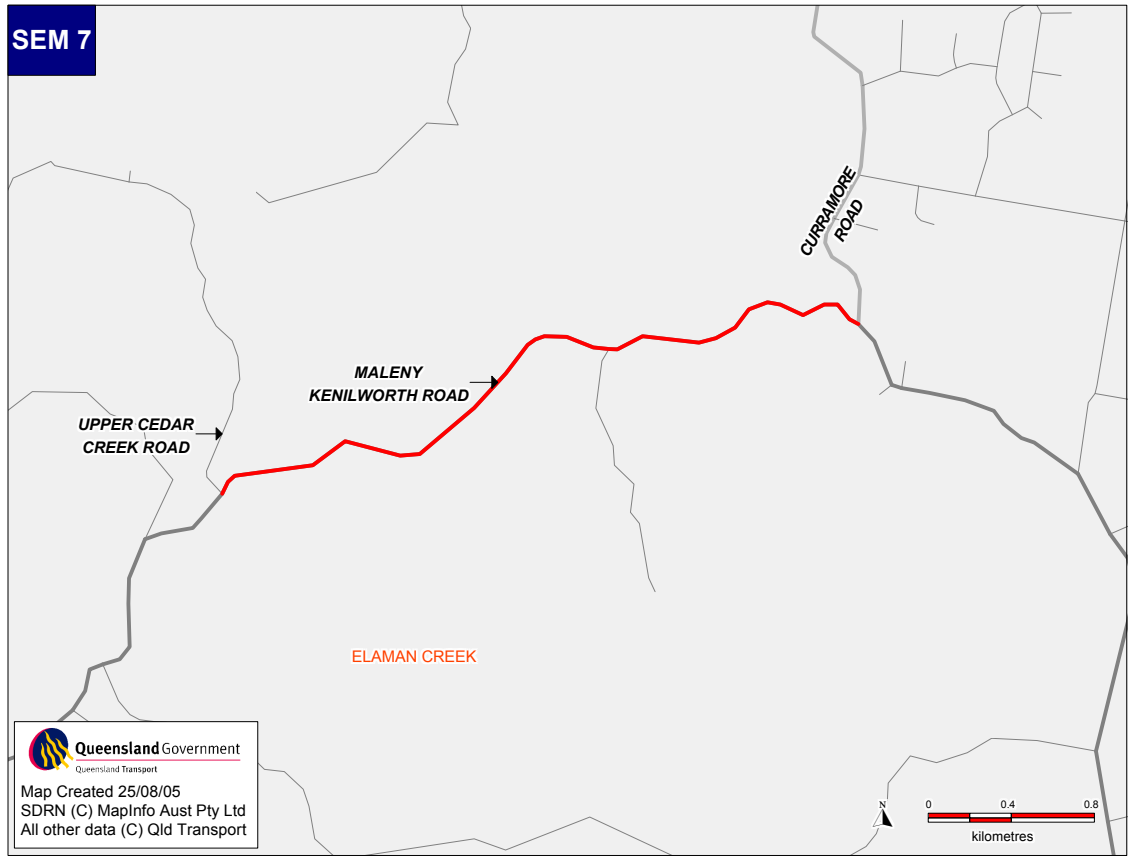 SEM 7
CURRAMORE
ROAD
MALENY
KENILWORTH ROAD
UPPER CEDAR
CREEK ROAD
ELAMAN CREEK
Queensland Government
Queensland Transport
Map Created 25/08/05
SDRN (C) MapInfo Aust Pty Ltd
All other data (C) Qld Transport
N
0 0.4 0.8
kilometres